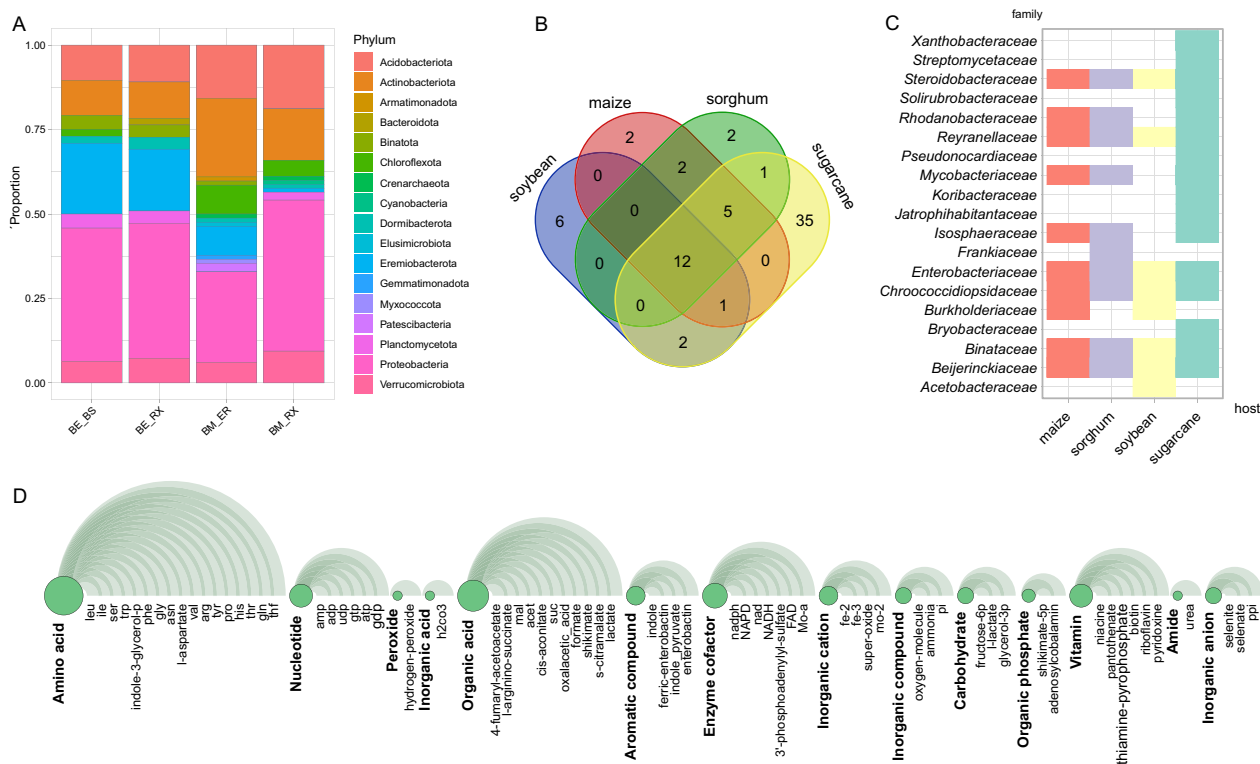 A
1.00
0.75
0.50
0.25
0.00
´Proportion
BE_BS
BE_RX
BM_ER
BM_RX
Phylum
Acidobacteriota
Actinobacteriota
Armatimonadota
Bacteroidota
Binatota
Chloroflexota
Crenarchaeota
Cyanobacteria
Dormibacterota
Elusimicrobiota
Eremiobacterota
Gemmatimonadota
Myxococcota
Patescibacteria
Planctomycetota
Proteobacteria
Verrucomicrobiota
B
maize
sorghum
soybean
sugarcane
2
2
0
2
1
6
0
5
35
0
12
0
0
1
2
C
family
Xanthobacteraceae
Streptomycetaceae
Steroidobacteraceae
Solirubrobacteraceae
Rhodanobacteraceae
Reyranellaceae
Pseudonocardiaceae
Mycobacteriaceae
Koribacteraceae
Jatrophihabitantaceae
Isosphaeraceae
Frankiaceae
Enterobacteriaceae
Chroococcidiopsidaceae
Burkholderiaceae
Bryobacteraceae
Binataceae
Beijerinckiaceae
Acetobacteraceae
host
maize
sorghum
soybean
sugarcane
D
Amino acid
leu
ile
ser
trp
indole-3-glycerol-p
phe
gly
asn
l-aspartate
val
arg
tyr
pro
his
thr
gln
thf
Nucleotide
amp
adp
udp
gtp
atp
gdp
Peroxide
hydrogen-peroxide
Inorganic acid
h2co3
Organic acid
4-fumaryl-acetoacetate
l-arginino-succinate
mal
acet
cis-aconitate
suc
oxalacetic_acid
formate
shikimate
s-citramalate
lactate
Aromatic compound
indole
ferric-enterobactin
indole_pyruvate
enterobactin
Enzyme cofactor
nadph
NAPD
nad
NADH
3'-phosphoadenylyl-sulfate
FAD
Mo-a
Inorganic cation
fe-2
fe-3
super-oxide
mo-2
Inorganic compound
oxygen-molecule
ammonia
pi
Carbohydrate
fructose-6p
l-lactate
glycerol-3p
Organic phosphate
shikimate-5p
adenosylcobalamin
Vitamin
niacine
pantothenate
thiamine-pyrophosphate
biotin
riboflavin
pyridoxine
Amide
urea
Inorganic anion
selenite
selenate
ppi